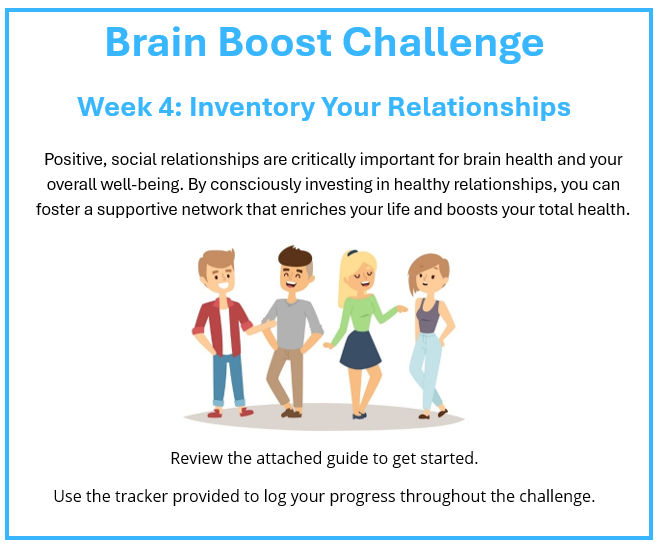 Brain Boost Challenge
Week 4: Inventory Your Relationships
Positive, social relationships are critically important for brain health and your
overall well-being. By consciously investing in healthy relationships, you can
foster a supportive network that enriches your life and boosts your total health.
Review the attached guide to get started.
Use the tracker provided to log your progress throughout the challenge.